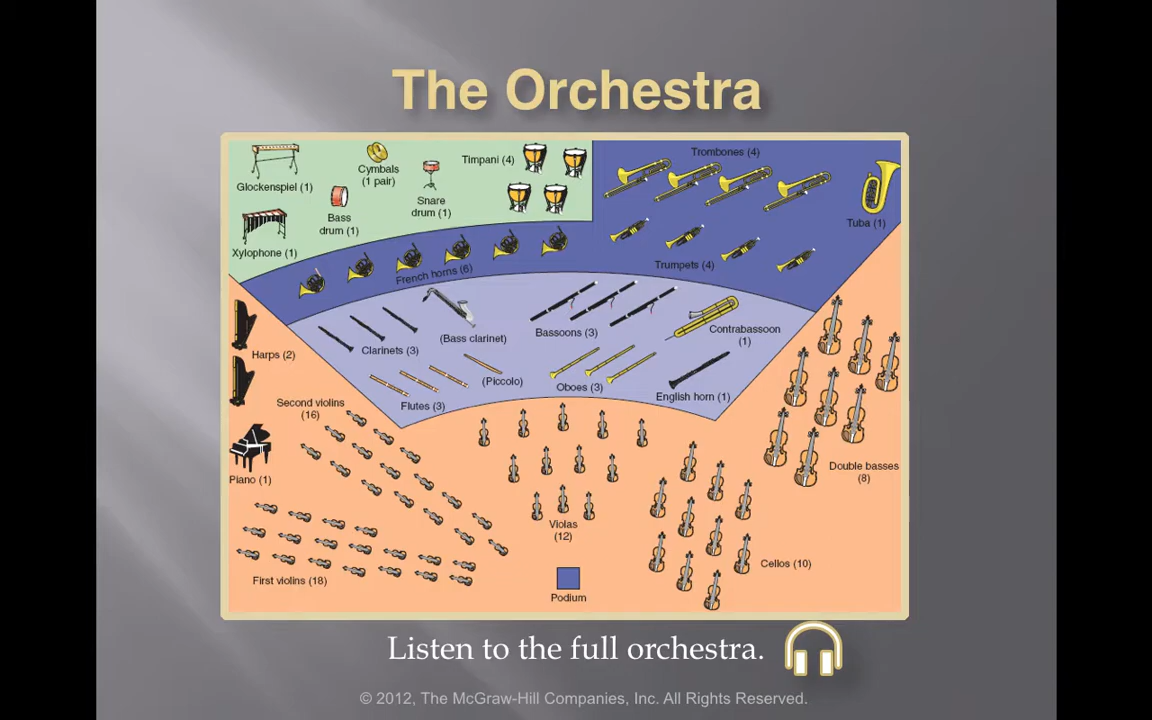 The Orchestra
Glockenspiel (1)
Cymbals
(1 pair)
Timpani (4)
Snare
drum (1)
Bass
drum (1)
Xylophone (1)
Trombones (4)
Tuba (1)
Trumpets (4)
French horns (6)
Harps (2)
Clarinets (3)
(Bass clarinet)
Bassoons (3)
Contrabassoon
(1)
(Piccolo)
Flutes (3)
Oboes (3)
English horn (1)
Second violins
(16)
Piano (1)
Double basses
(8)
Violas
(12)
Cellos (10)
First violins (18)
Podium
Listen to the full orchestra.
© 2012, The McGraw-Hill Companies, Inc. All Rights Reserved.